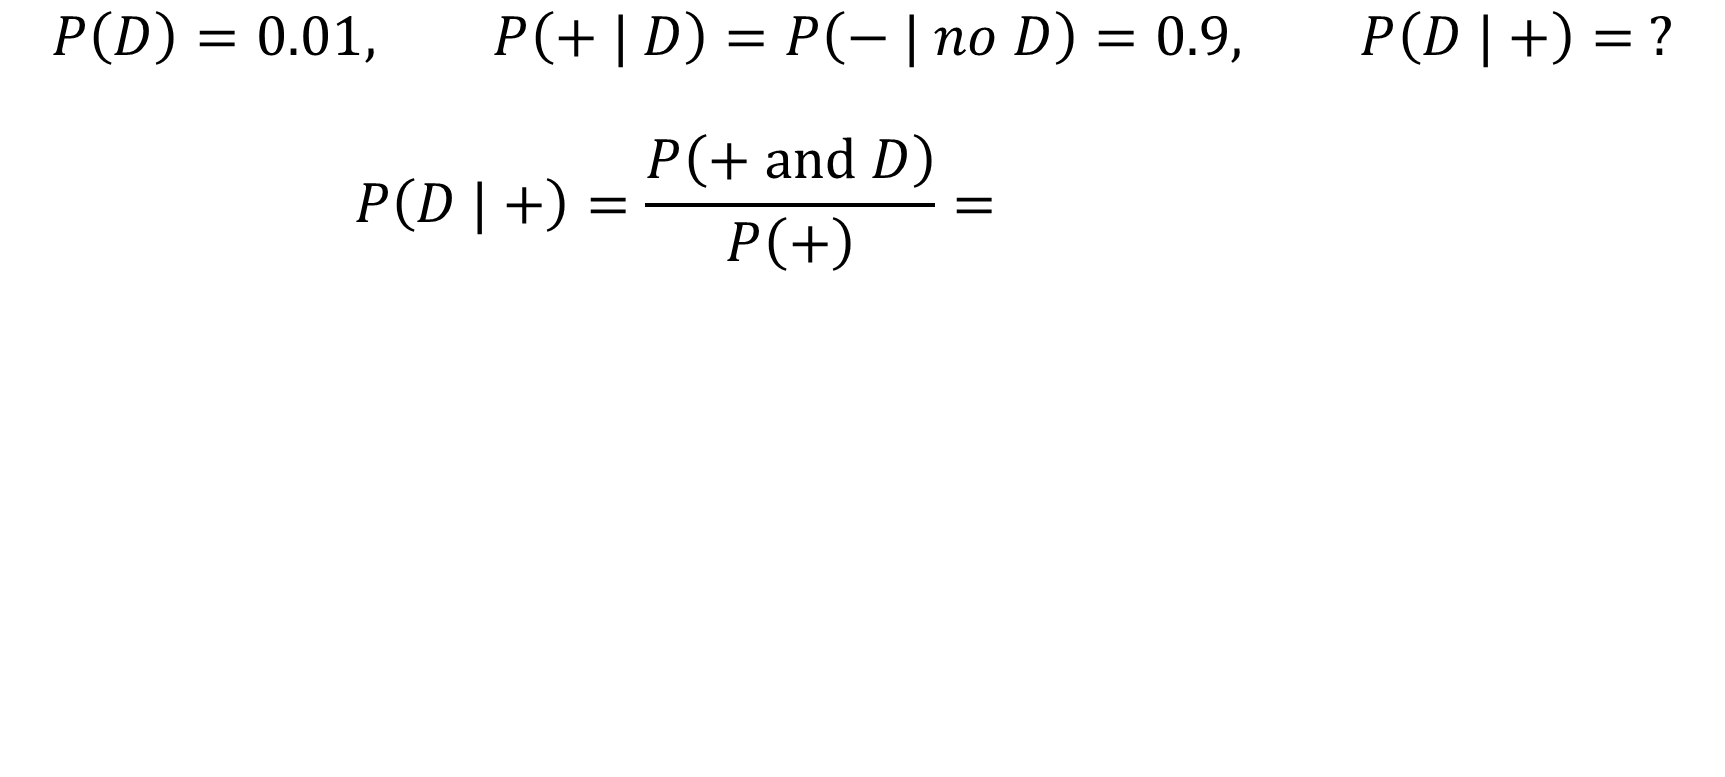 P(D) = 0.01, P(+ | D) = P(− | no D) = 0.9, P(D | +) = ?
P(D | +) = P(+ and D) / P(+) =